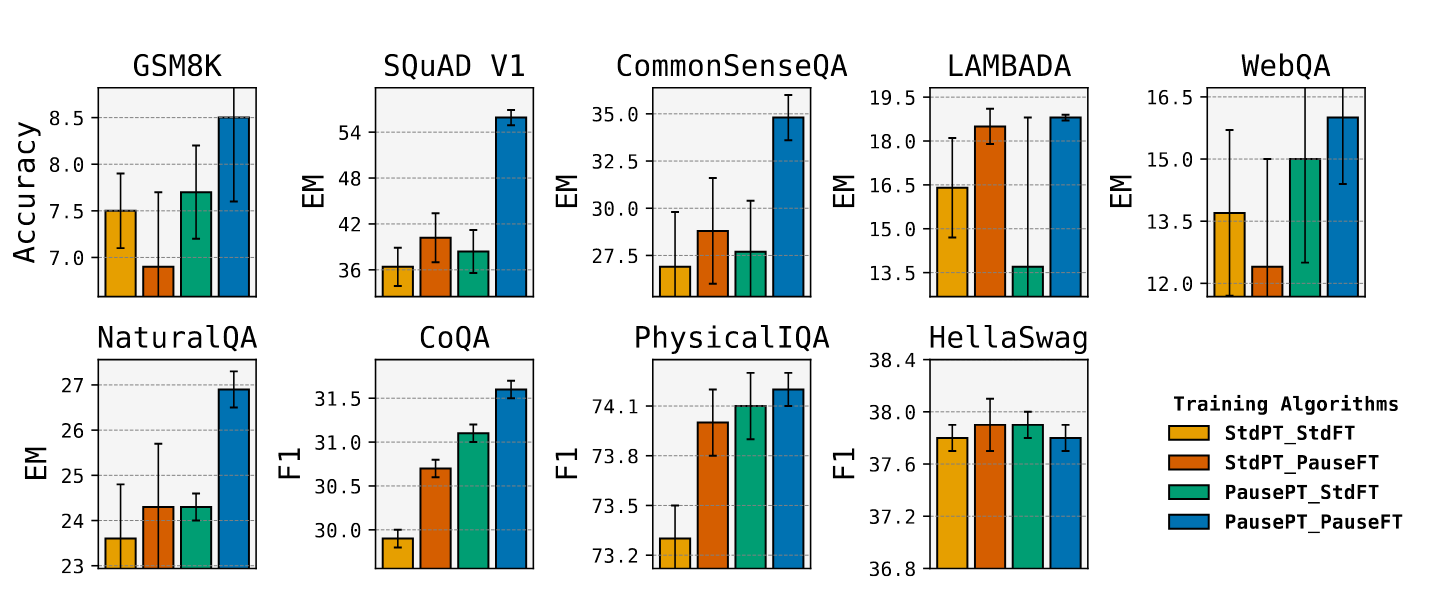 GSM8K
Accuracy
8.5
8.0
7.5
7.0
SQuAD V1
EM
54
48
42
36
CommonSenseQA
EM
35.0
32.5
30.0
27.5
LAMBADA
EM
19.5
18.0
16.5
15.0
13.5
WebQA
EM
16.5
15.0
13.5
12.0
NaturalQA
EM
27
26
25
24
23
CoQA
F1
31.5
31.0
30.5
30.0
PhysicalIQA
F1
74.1
73.8
73.5
73.2
HellaSwag
F1
38.4
38.0
37.6
37.2
36.8
Training Algorithms
StdPT_StdFT
StdPT_PauseFT
PausePT_StdFT
PausePT_PauseFT